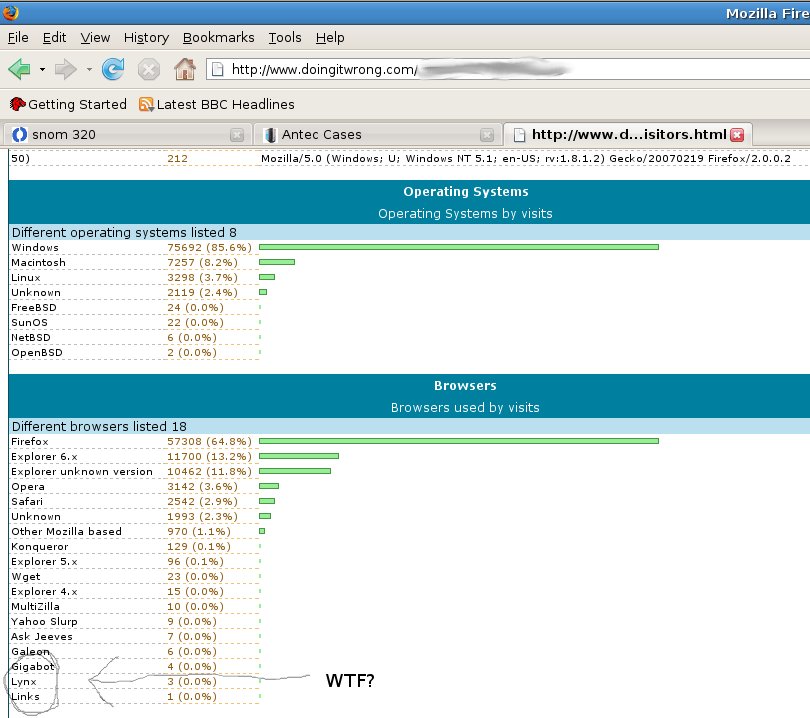 Mozilla Fire
File Edit View History Bookmarks Tools Help
http://www.doingitwrong.com/
Getting Started Latest BBC Headlines
snom 320 Antec Cases http://www.d...isitors.html
50) 212 Mozilla/5.0 (Windows; U; Windows NT 5.1; en-US; rv:1.8.1.2) Gecko/20070219 Firefox/2.0.0.2
Operating Systems
Operating Systems by visits
Different operating systems listed 8
Windows 75692 (85.6%)
Macintosh 7257 (8.2%)
Linux 3298 (3.7%)
Unknown 2119 (2.4%)
FreeBSD 24 (0.0%)
SunOS 22 (0.0%)
NetBSD 6 (0.0%)
OpenBSD 2 (0.0%)
Browsers
Browsers used by visits
Different browsers listed 18
Firefox 57308 (64.8%)
Explorer 6.x 11700 (13.2%)
Explorer unknown version 10462 (11.8%)
Opera 3142 (3.6%)
Safari 2542 (2.9%)
Unknown 1993 (2.3%)
Other Mozilla based 970 (1.1%)
Konqueror 129 (0.1%)
Explorer 5.x 96 (0.1%)
Wget 23 (0.0%)
Explorer 4.x 15 (0.0%)
MultiZilla 10 (0.0%)
Yahoo Slurp 9 (0.0%)
Ask Jeeves 7 (0.0%)
Galeon 6 (0.0%)
Gigabot 4 (0.0%)
Lynx 3 (0.0%) WTF?
Links 1 (0.0%)